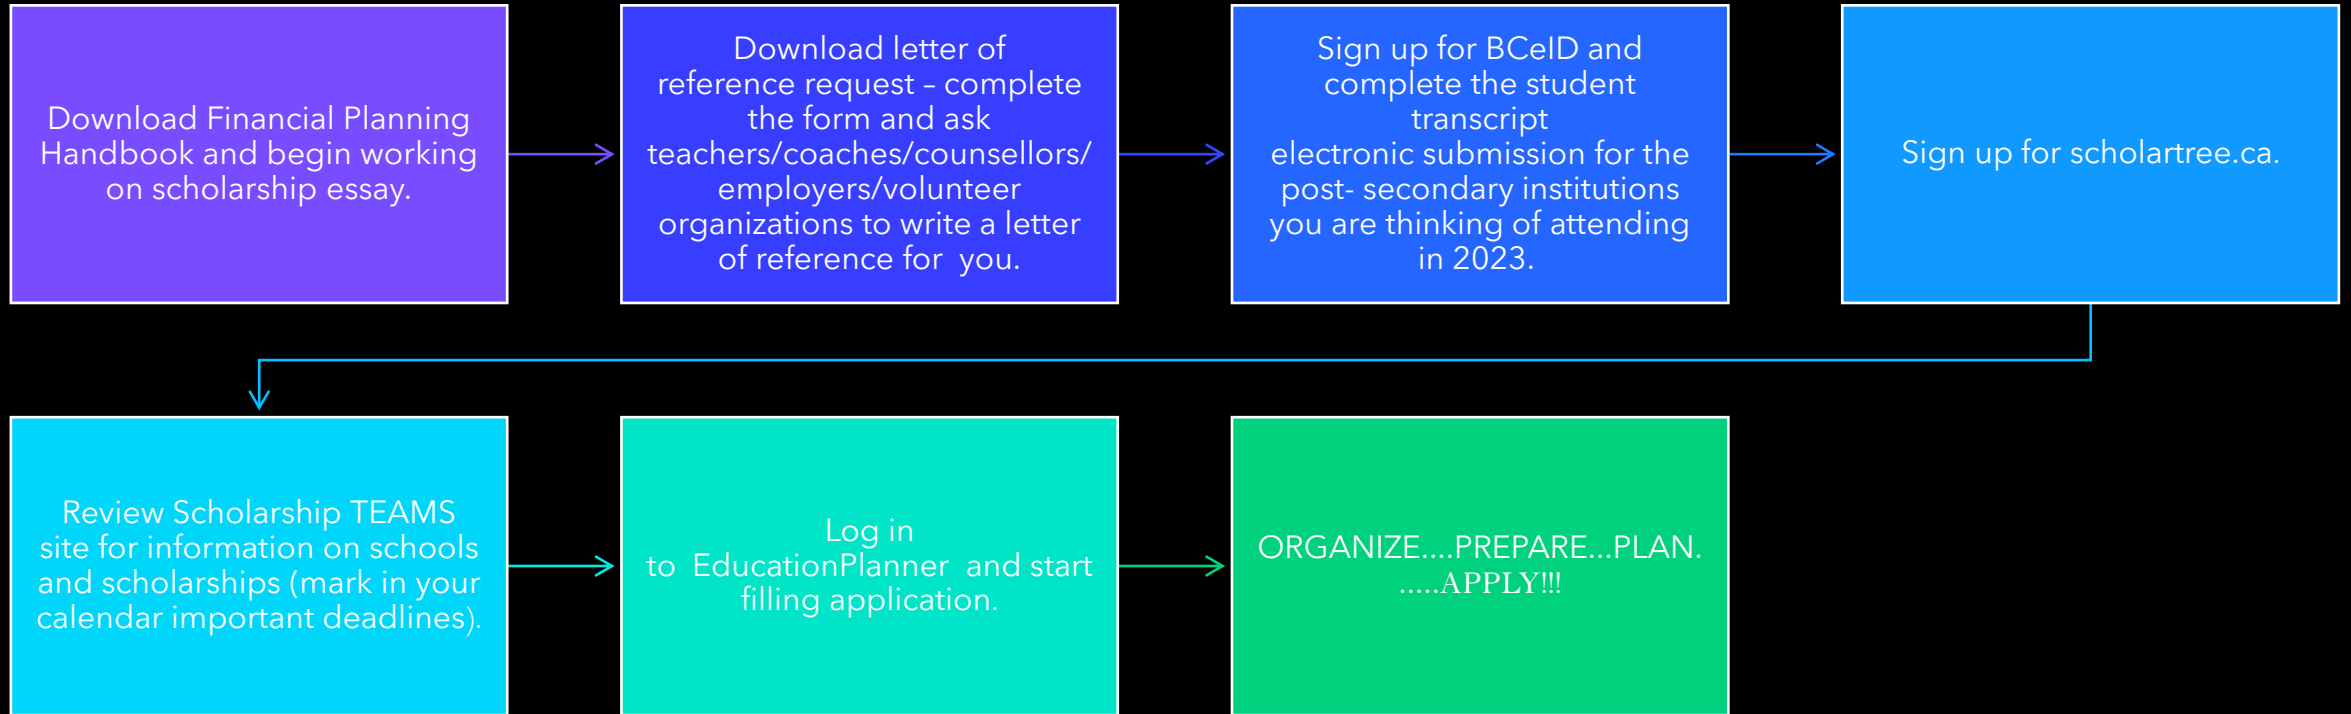 Download Financial Planning
Handbook and begin working
on scholarship essay.
Download letter of
reference request – complete
the form and ask
teachers/coaches/counsellors/
employers/volunteer
organizations to write a letter
of reference for  you.
Sign up for BCeID and
complete the student
transcript
electronic submission for the
post- secondary institutions
you are thinking of attending
in 2023.
Sign up for scholartree.ca.
Review Scholarship TEAMS
site for information on schools
and scholarships (mark in your
calendar important deadlines).
Log in
to  EducationPlanner  and start
filling application.
ORGANIZE....PREPARE...PLAN.
.....APPLY!!!